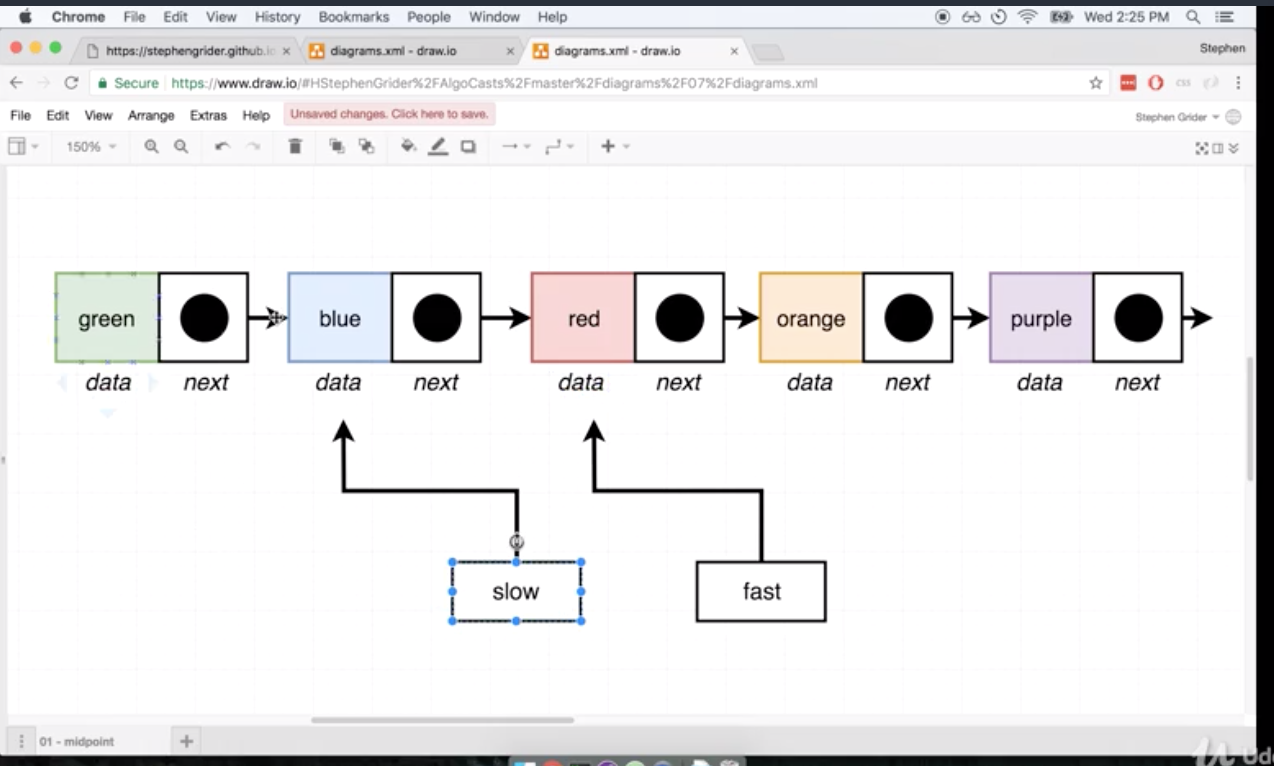 Chrome File Edit View History Bookmarks People Window Help Wed 2:25 PM
https://stephengrider.github.io diagrams.xml - draw.io diagrams.xml - draw.io Stephen
Secure https://www.draw.io/#HStephenGrider%2FAlgoCasts%2Fmaster%2Fdiagrams%2F07%2Fdiagrams.xml css
File Edit View Arrange Extras Help Unsaved changes. Click here to save. Stephen Grider
150%
green blue red orange purple
data next data next data next data next data next
slow fast
01 - midpoint